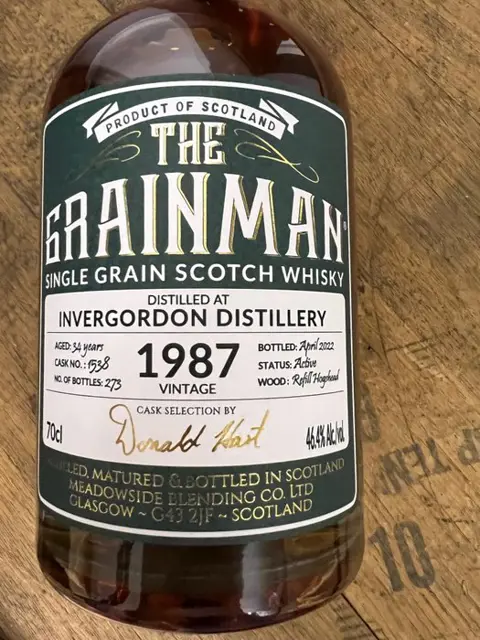 PRODUCT OF SCOTLAND
THE
GRAINMAN®
SINGLE GRAIN SCOTCH WHISKY
DISTILLED AT
INVERGORDON DISTILLERY
AGED: 34 years
CASK NO.: 1538
NO. OF BOTTLES: 273
1987
VINTAGE
BOTTLED: April 2022
STATUS: Active
WOOD: Refill Hogshead
CASK SELECTION BY
Donald Hart
70cl
46.4% Alc/Vol
MATURED & BOTTLED IN SCOTLAND
MEADOWSIDE BLENDING CO. LTD
GLASGOW ~ G43 2JF ~ SCOTLAND
TEN
10